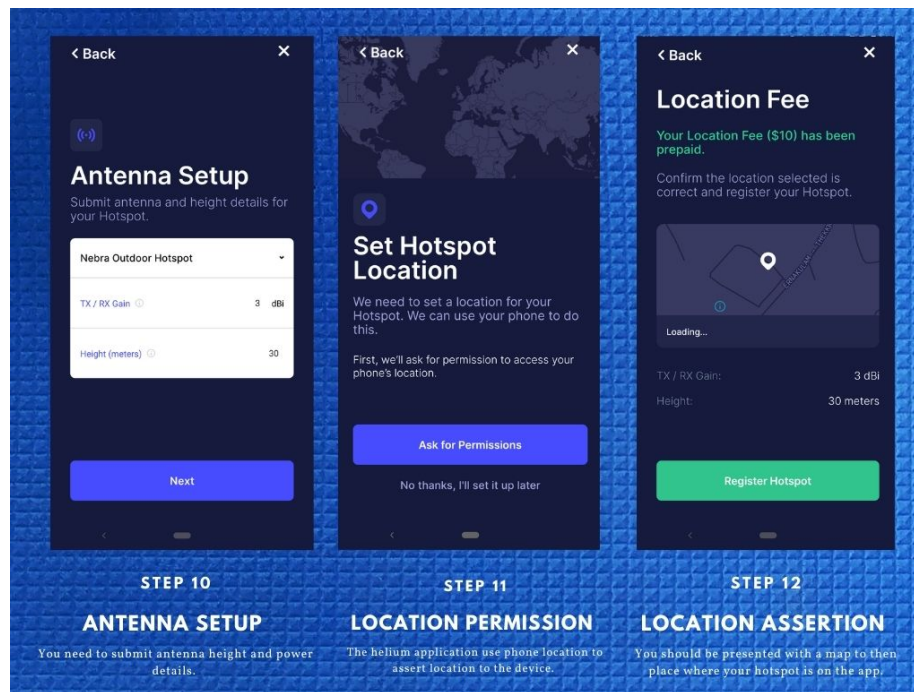 < Back
×
Antenna Setup
Submit antenna and height details for
your Hotspot.
Nebra Outdoor Hotspot
TX / RX Gain
3 dBi
Height (meters)
30
Next
STEP 10
ANTENNA SETUP
You need to submit antenna height and power
details.
< Back
×
Set Hotspot
Location
We need to set a location for your
Hotspot. We can use your phone to do
this.
First, we'll ask for permission to access your
phone's location.
Ask for Permissions
No thanks, I'll set it up later
STEP 11
LOCATION PERMISSION
The helium application use phone location to
assert location to the device.
< Back
×
Location Fee
Your Location Fee ($10) has been
prepaid.
Confirm the location selected is
correct and register your Hotspot.
Loading...
TX / RX Gain:
3 dBi
Height:
30 meters
Register Hotspot
STEP 12
LOCATION ASSERTION
You should be presented with a map to then
place where your hotspot is on the app.